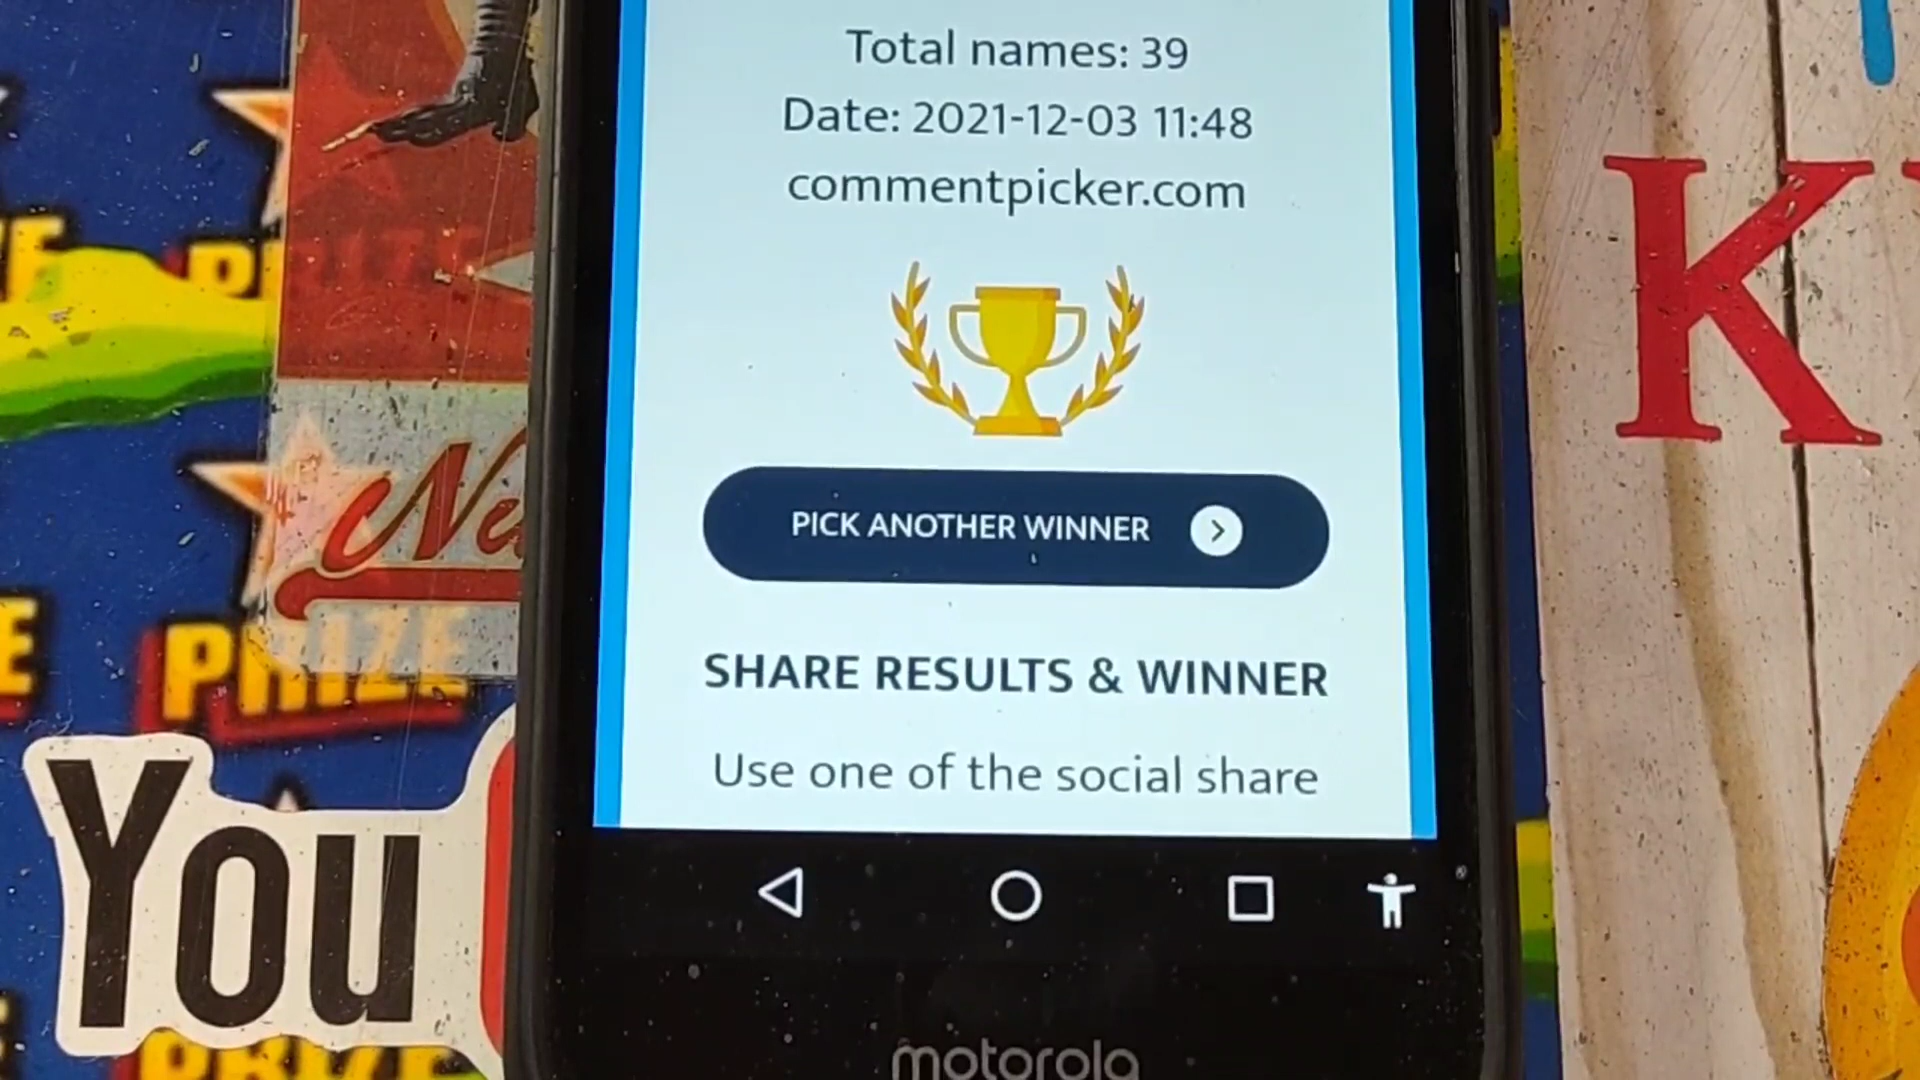 Total names: 39
Date: 2021-12-03 11:48
commentpicker.com
K
PICK ANOTHER WINNER
PRIZE
SHARE RESULTS & WINNER
Use one of the social share
You
motorola